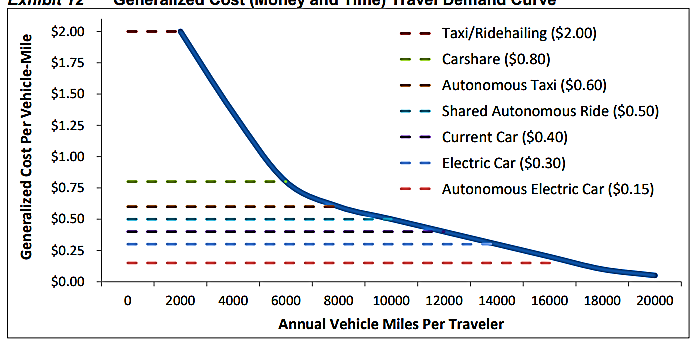 Exhibit 12 Generalized Cost (Money and Time) Travel Demand Curve
Generalized Cost Per Vehicle-Mile
$2.00
$1.75
$1.50
$1.25
$1.00
$0.75
$0.50
$0.25
$0.00
Taxi/Ridehailing ($2.00)
Carshare ($0.80)
Autonomous Taxi ($0.60)
Shared Autonomous Ride ($0.50)
Current Car ($0.40)
Electric Car ($0.30)
Autonomous Electric Car ($0.15)
0 2000 4000 6000 8000 10000 12000 14000 16000 18000 20000
Annual Vehicle Miles Per Traveler